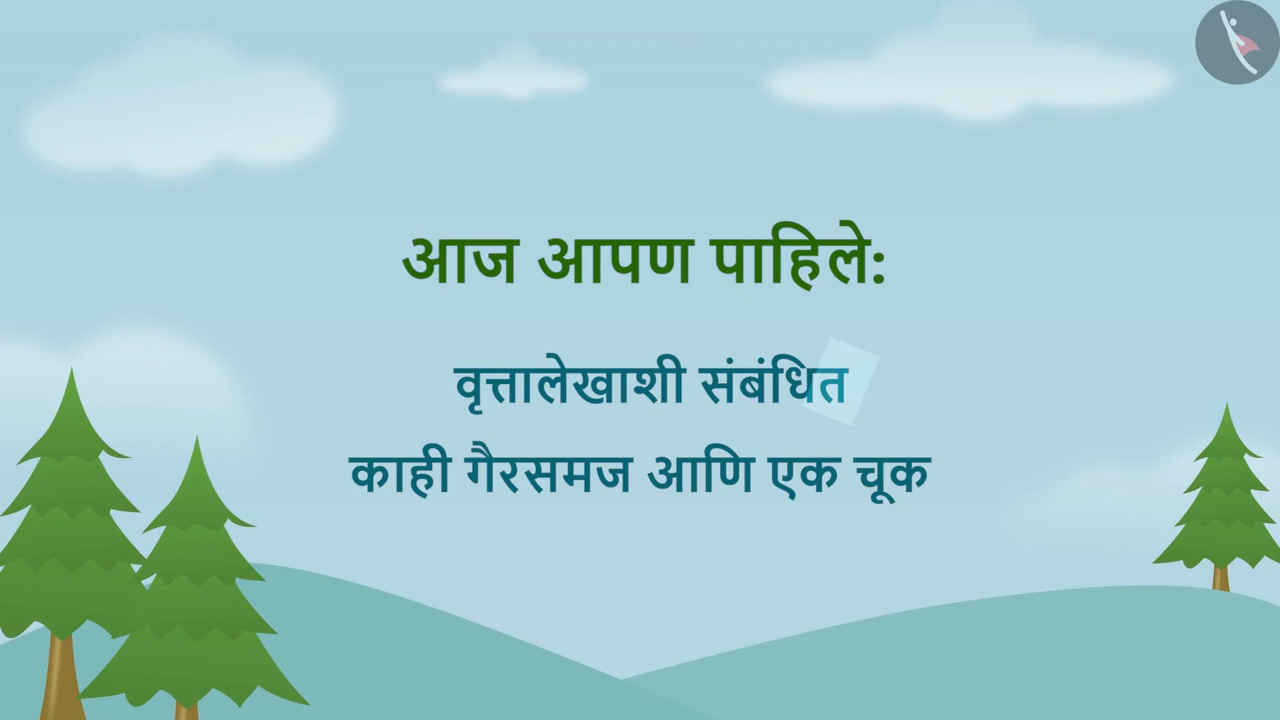 आज आपण पाहिले:
वृत्तालेखाशी संबंधित
काही गैरसमज आणि एक चूक